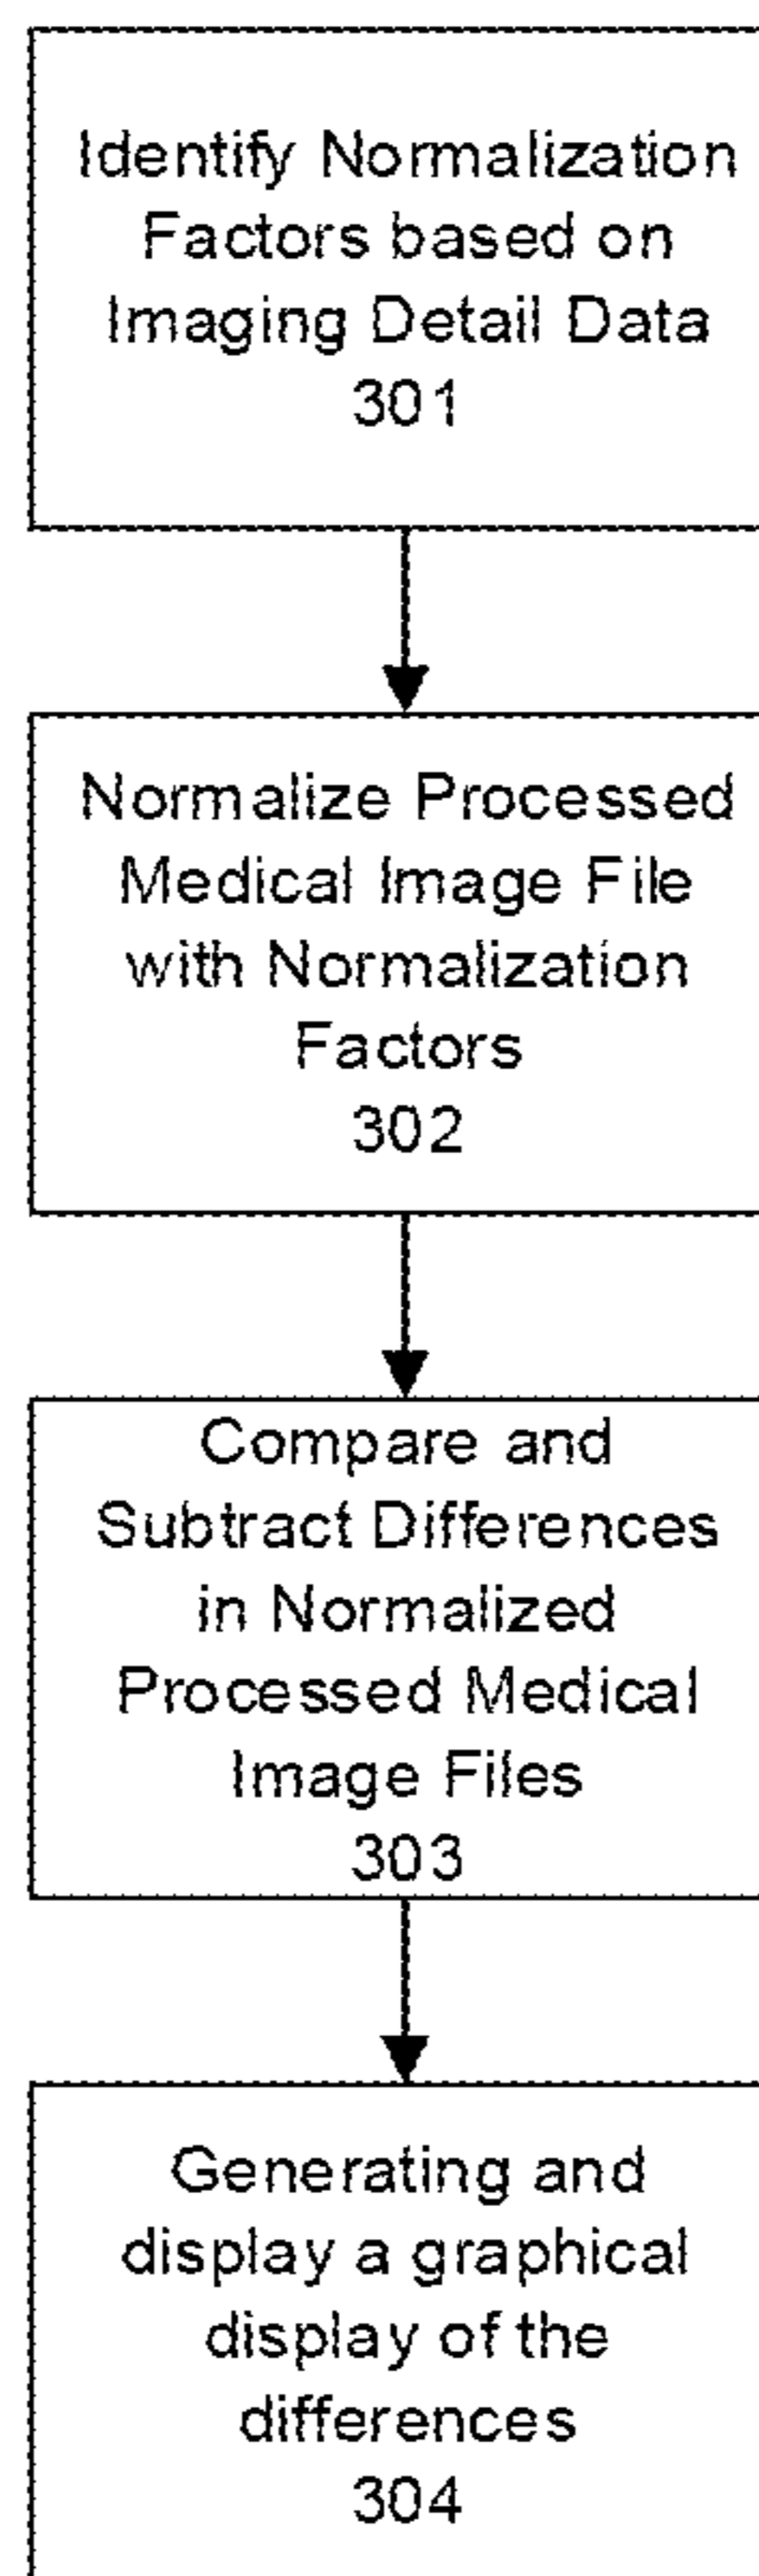 Identify Normalization
Factors based on
Imaging Detail Data
301
Normalize Processed
Medical Image File
with Normalization
Factors
302
Compare and
Subtract Differences
in Normalized
Processed Medical
Image Files
303
Generating and
display a graphical
display of the
differences
304